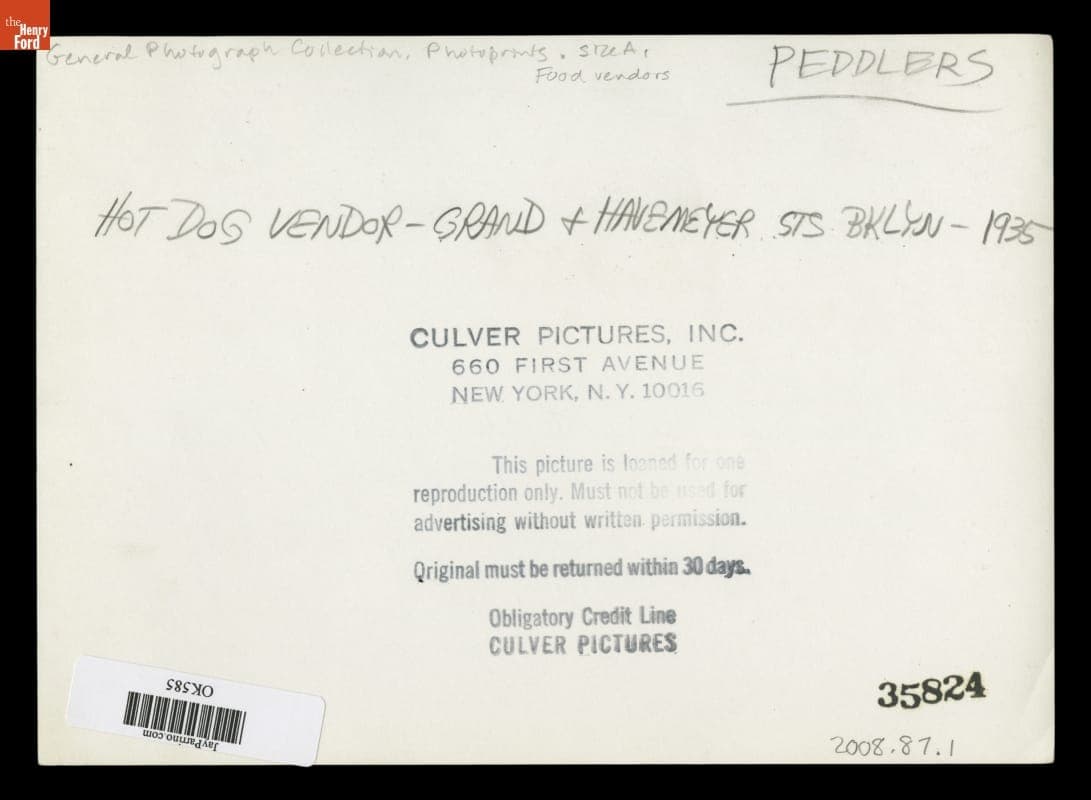 the
Henry
Ford
General Photograph Collection, Photoprints. Size A,
Food vendors
PEDDLERS
HOT DOG VENDOR - GRAND & HAVEMEYER STS BKLYN - 1935
CULVER PICTURES, INC.
660 FIRST AVENUE
NEW YORK, N.Y. 10016
This picture is loaned for one
reproduction only. Must not be used for
advertising without written permission.
Original must be returned within 30 days.
Obligatory Credit Line
CULVER PICTURES
35824
2008.87.1
OK585
JayParrino.com